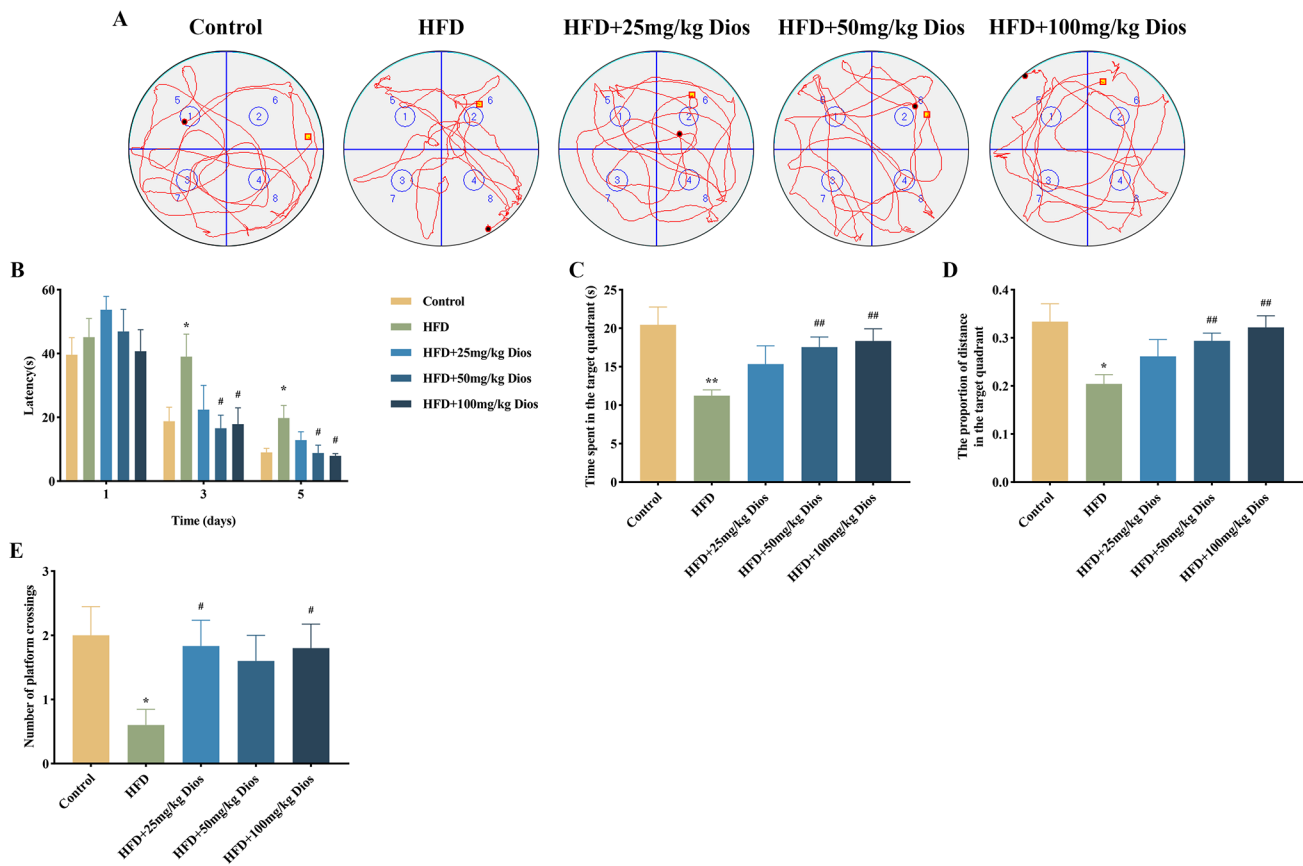 A
Control
HFD
HFD+25mg/kg Dios
HFD+50mg/kg Dios
HFD+100mg/kg Dios
5
6
1
2
3
4
7
8
5
6
1
2
3
4
7
8
5
6
1
2
3
4
7
8
5
6
1
2
3
4
7
8
5
6
1
2
3
4
7
8
B
60
40
20
0
Latency(s)
*
#
#
*
#
#
1
3
5
Time (days)
Control
HFD
HFD+25mg/kg Dios
HFD+50mg/kg Dios
HFD+100mg/kg Dios
C
25
20
15
10
5
0
Time spent in the target quadrant (s)
**
##
##
Control
HFD
HFD+25mg/kg Dios
HFD+50mg/kg Dios
HFD+100mg/kg Dios
D
0.4
0.3
0.2
0.1
0.0
The proportion of distance
in the target quadrant
*
##
##
Control
HFD
HFD+25mg/kg Dios
HFD+50mg/kg Dios
HFD+100mg/kg Dios
E
3
2
1
0
Number of platform crossings
*
#
#
Control
HFD
HFD+25mg/kg Dios
HFD+50mg/kg Dios
HFD+100mg/kg Dios